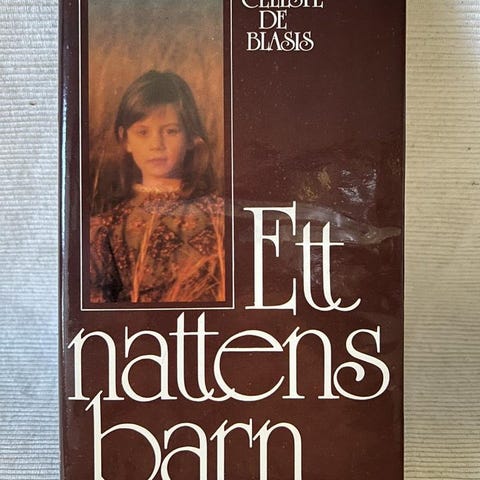 CELESTE
DE
BLASIS
Ett
nattens
barn